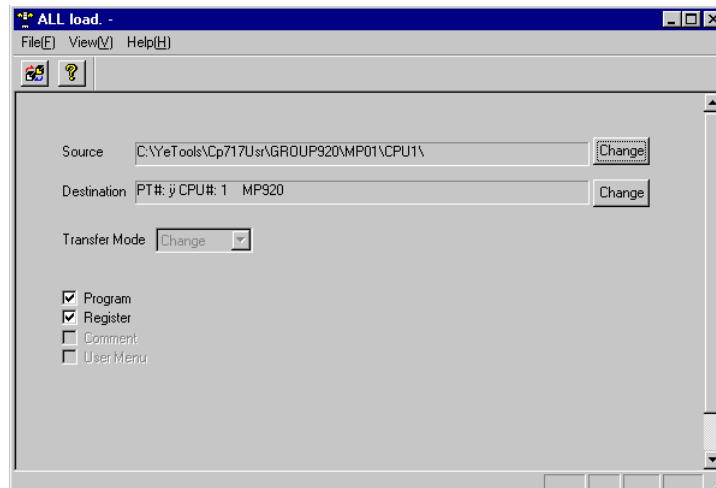 ALL load. -
File(F) View(V) Help(H)
Source C:\YeTools\Cp717Usr\GROUP920\MP01\CPU1\ Change
Destination PT#: ÿ CPU#: 1 MP920 Change
Transfer Mode Change
Program
Register
Comment
User Menu